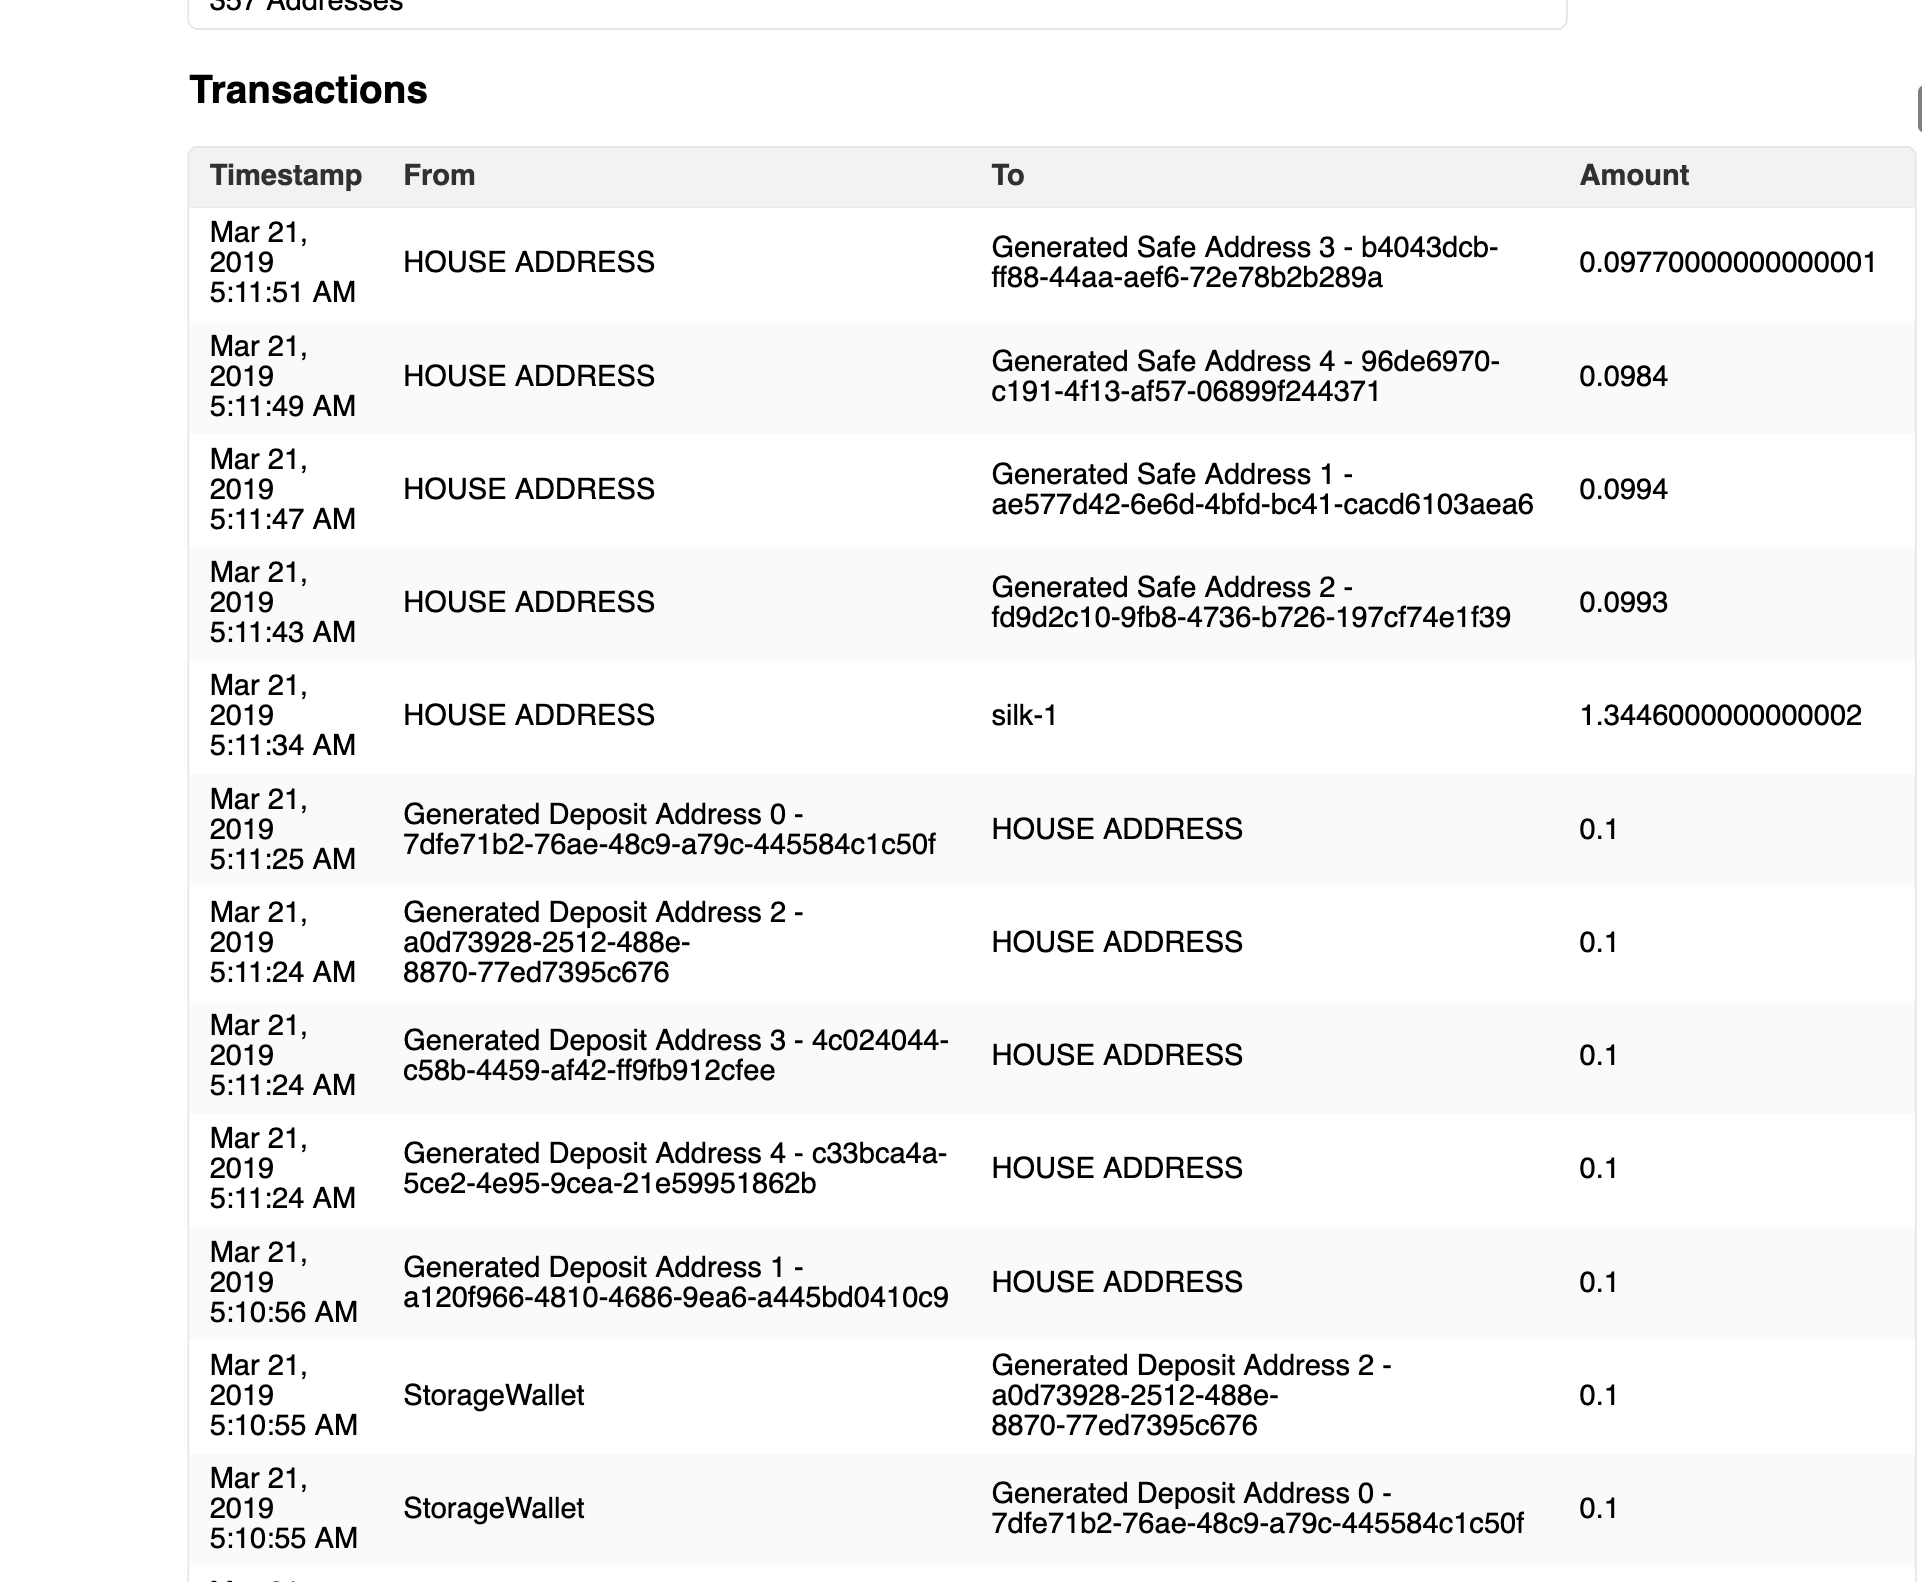 357 Addresses
Transactions
Timestamp From To Amount
Mar 21,
2019
5:11:51 AM
HOUSE ADDRESS
Generated Safe Address 3 - b4043dcb-
ff88-44aa-aef6-72e78b2b289a
0.09770000000000001
Mar 21,
2019
5:11:49 AM
HOUSE ADDRESS
Generated Safe Address 4 - 96de6970-
c191-4f13-af57-06899f244371
0.0984
Mar 21,
2019
5:11:47 AM
HOUSE ADDRESS
Generated Safe Address 1 -
ae577d42-6e6d-4bfd-bc41-cacd6103aea6
0.0994
Mar 21,
2019
5:11:43 AM
HOUSE ADDRESS
Generated Safe Address 2 -
fd9d2c10-9fb8-4736-b726-197cf74e1f39
0.0993
Mar 21,
2019
5:11:34 AM
HOUSE ADDRESS
silk-1
1.3446000000000002
Mar 21,
2019
5:11:25 AM
Generated Deposit Address 0 -
7dfe71b2-76ae-48c9-a79c-445584c1c50f
HOUSE ADDRESS
0.1
Mar 21,
2019
5:11:24 AM
Generated Deposit Address 2 -
a0d73928-2512-488e-
8870-77ed7395c676
HOUSE ADDRESS
0.1
Mar 21,
2019
5:11:24 AM
Generated Deposit Address 3 - 4c024044-
c58b-4459-af42-ff9fb912cfee
HOUSE ADDRESS
0.1
Mar 21,
2019
5:11:24 AM
Generated Deposit Address 4 - c33bca4a-
5ce2-4e95-9cea-21e59951862b
HOUSE ADDRESS
0.1
Mar 21,
2019
5:10:56 AM
Generated Deposit Address 1 -
a120f966-4810-4686-9ea6-a445bd0410c9
HOUSE ADDRESS
0.1
Mar 21,
2019
5:10:55 AM
StorageWallet
Generated Deposit Address 2 -
a0d73928-2512-488e-
8870-77ed7395c676
0.1
Mar 21,
2019
5:10:55 AM
StorageWallet
Generated Deposit Address 0 -
7dfe71b2-76ae-48c9-a79c-445584c1c50f
0.1